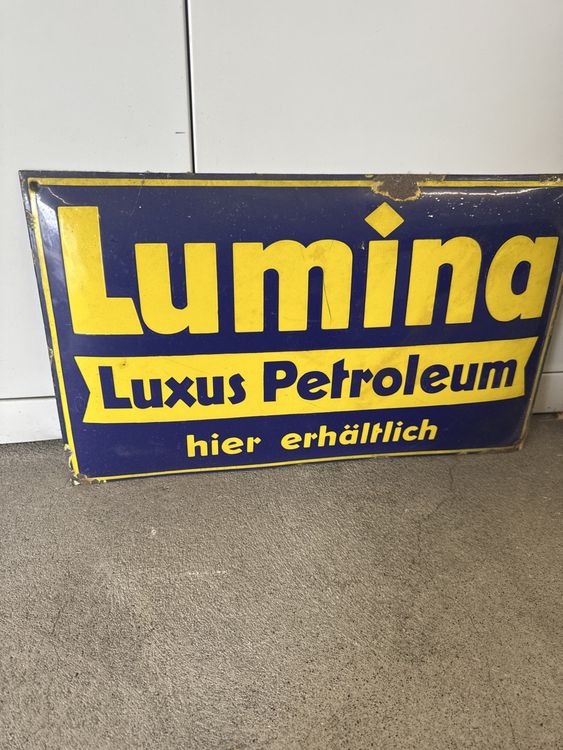 Lumina
Luxus Petroleum
hier erhältlich